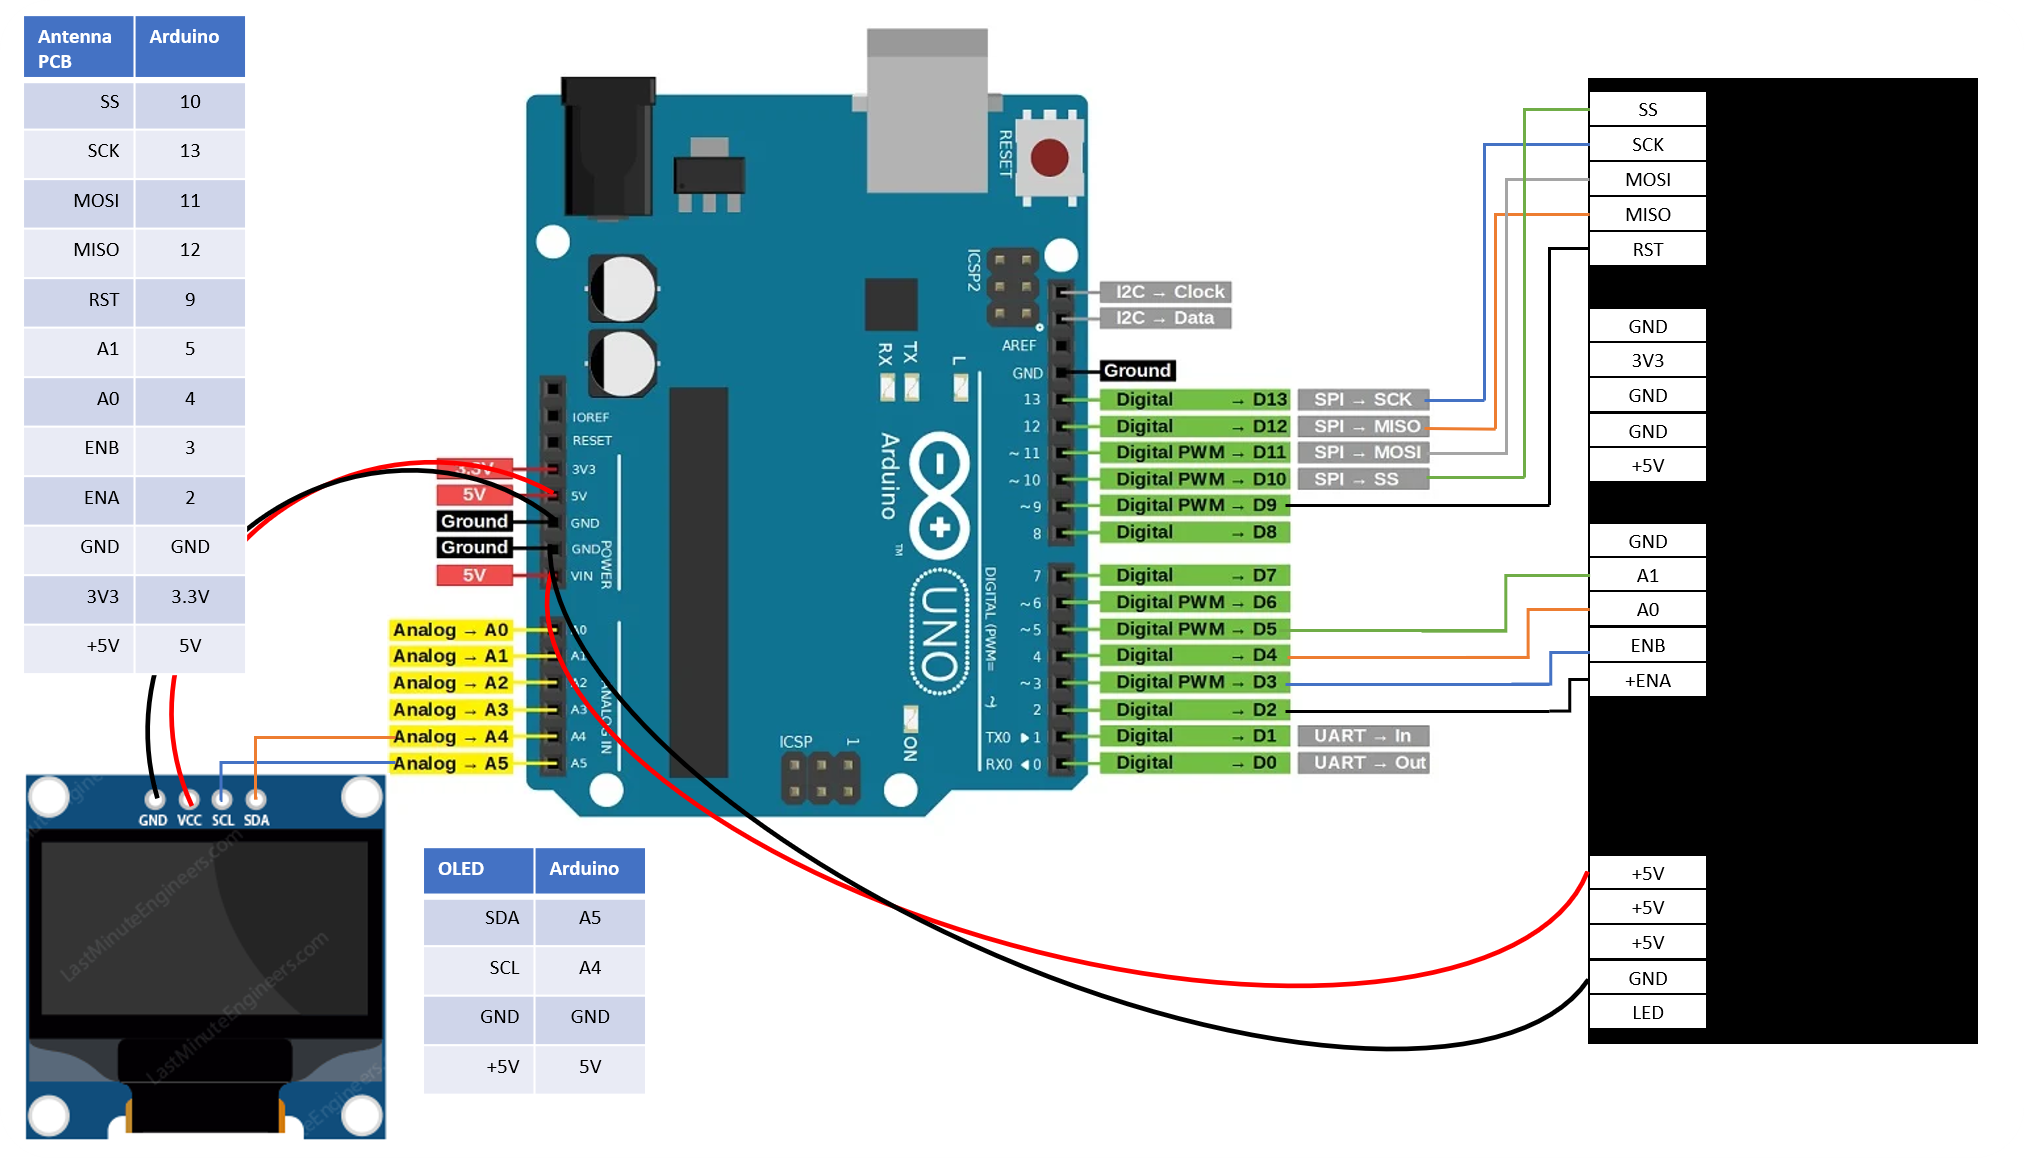 Antenna PCB Arduino
SS 10
SCK 13
MOSI 11
MISO 12
RST 9
A1 5
A0 4
ENB 3
ENA 2
GND GND
3V3 3.3V
+5V 5V
RESET
ICSP2
I2C → Clock
I2C → Data
AREF
GND Ground
13 Digital → D13 SPI → SCK
12 Digital → D12 SPI → MISO
~ 11 Digital PWM → D11 SPI → MOSI
~ 10 Digital PWM → D10 SPI → SS
~ 9 Digital PWM → D9
8 Digital → D8
7 Digital → D7
~ 6 Digital PWM → D6
~ 5 Digital PWM → D5
4 Digital → D4
~ 3 Digital PWM → D3
2 Digital → D2
TX0 ▶ 1 Digital → D1 UART → In
RX0 ◀ 0 Digital → D0 UART → Out
RX
TX
L
Arduino
TM
UNO
DIGITAL (PWM= ~)
ON
ICSP
1
IOREF
RESET
3.3V 3V3
5V 5V
Ground GND
Ground GND
5V VIN
POWER
Analog → A0 A0
Analog → A1 A1
Analog → A2 A2
Analog → A3 A3
Analog → A4 A4
Analog → A5 A5
ANALOG IN
SS
SCK
MOSI
MISO
RST
GND
3V3
GND
GND
+5V
GND
A1
A0
ENB
+ENA
+5V
+5V
+5V
GND
LED
GND VCC SCL SDA
LastMinuteEngineers.com
LastMinuteEngineers.com
OLED Arduino
SDA A5
SCL A4
GND GND
+5V 5V